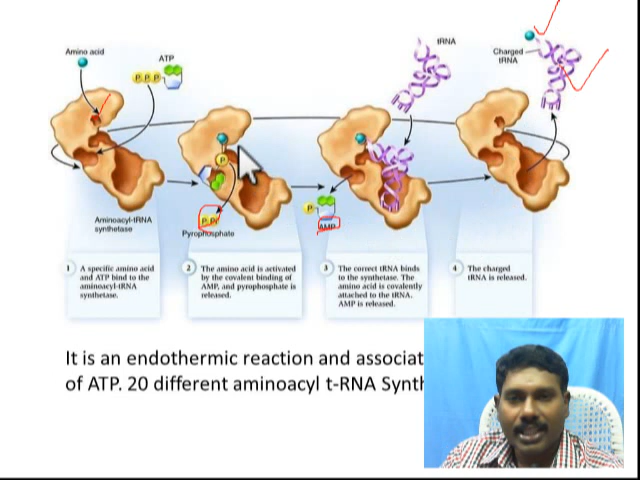 Amino acid
ATP
P P P
tRNA
Charged
tRNA
P
P Pi
Pyrophosphate
P
AMP
Aminoacyl-tRNA
synthetase
1 A specific amino acid
and ATP bind to the
aminoacyl-tRNA
synthetase.
2 The amino acid is activated
by the covalent binding of
AMP, and pyrophosphate is
released.
3 The correct tRNA binds
to the synthetase. The
amino acid is covalently
attached to the tRNA.
AMP is released.
4 The charged
tRNA is released.
It is an endothermic reaction and associat
of ATP. 20 different aminoacyl t-RNA Synth